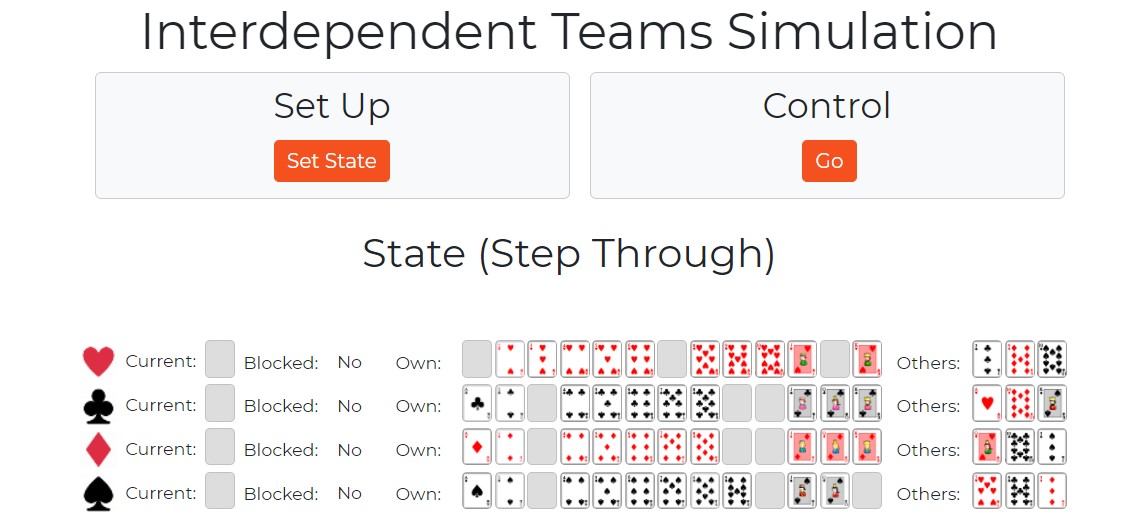 Interdependent Teams Simulation
Set Up
Set State
Control
Go
State (Step Through)
Current: Blocked: No Own: Others:
Current: Blocked: No Own: Others:
Current: Blocked: No Own: Others:
Current: Blocked: No Own: Others: